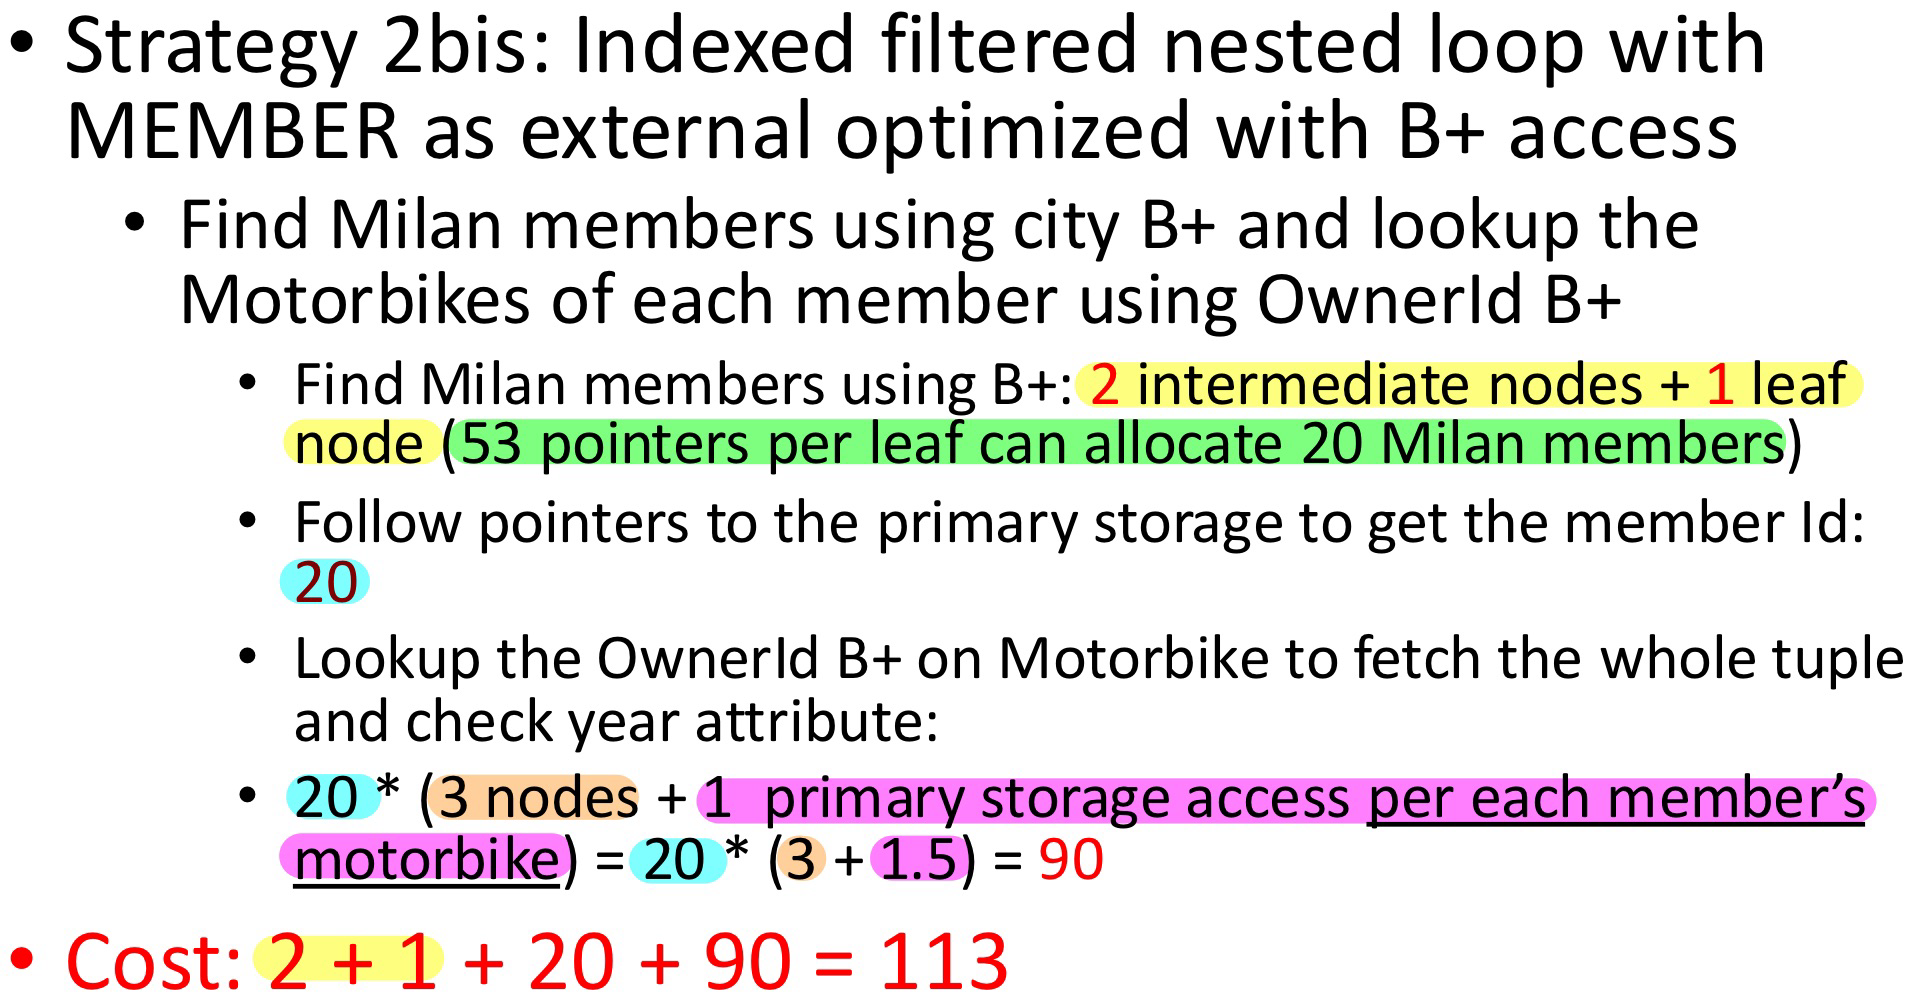 • Strategy 2bis: Indexed filtered nested loop with
MEMBER as external optimized with B+ access
• Find Milan members using city B+ and lookup the
Motorbikes of each member using OwnerId B+
• Find Milan members using B+: 2 intermediate nodes + 1 leaf
node (53 pointers per leaf can allocate 20 Milan members)
• Follow pointers to the primary storage to get the member Id:
20
• Lookup the OwnerId B+ on Motorbike to fetch the whole tuple
and check year attribute:
• 20 * (3 nodes + 1 primary storage access per each member’s
motorbike) = 20 * (3 + 1.5) = 90
• Cost: 2 + 1 + 20 + 90 = 113